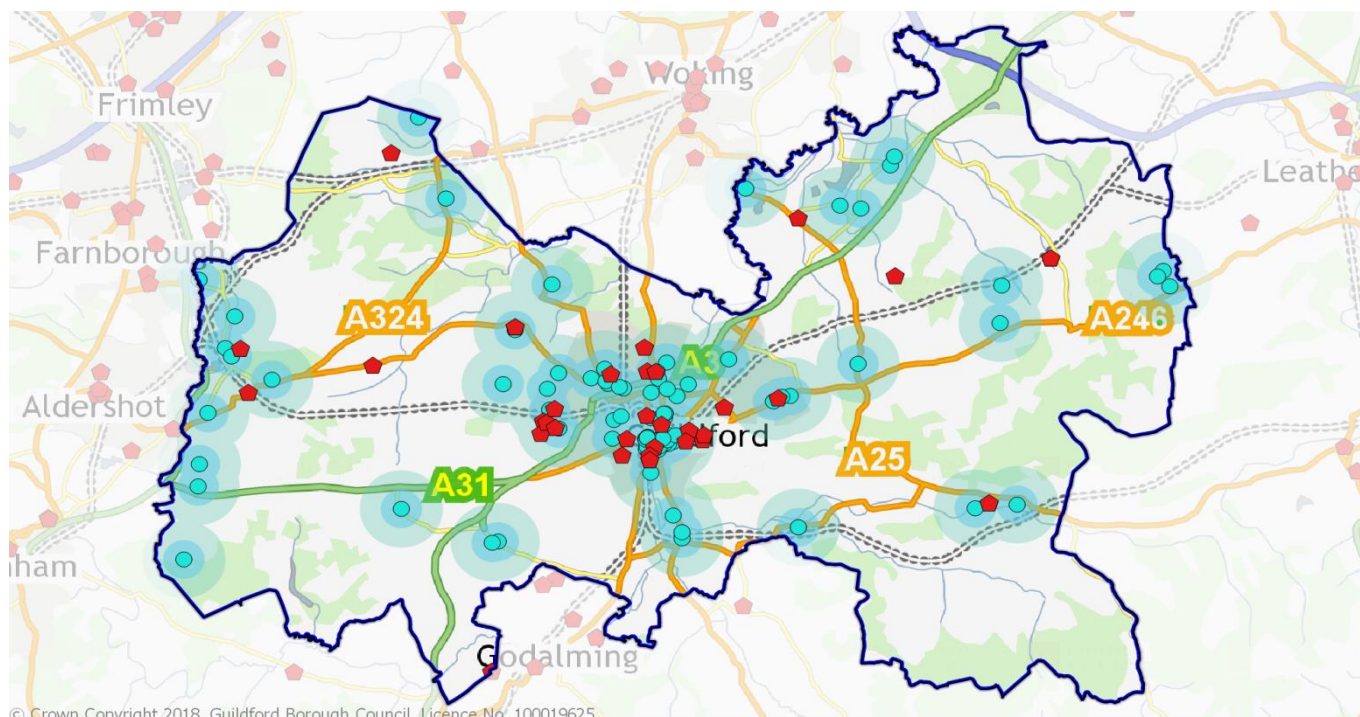 Woking
Frimley
Leathe
Farnborough
A324
A3
A246
Aldershot
G ildford
A25
A31
ham
Godalming
© Crown Copyright 2018. Guildford Borough Council. Licence No. 100019625